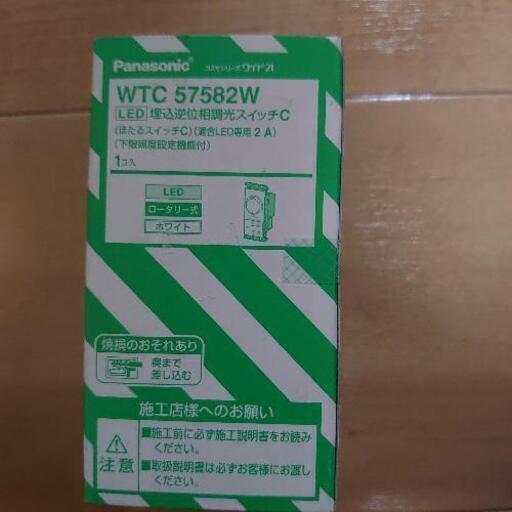 Panasonic コスモシリーズ ワイド21
WTC 57582W
LED 埋込逆位相調光スイッチC
(ほたるスイッチC)(適合LED専用 2 A)
(下限照度設定機能付)
1コ入
LED
ロータリー式
ホワイト
焼損のおそれあり
奥まで
差し込む
施工店様へのお願い
注意
■施工前に必ず施工説明書をお読み
ください。
■取扱説明書は必ずお客様にお渡し
ください。